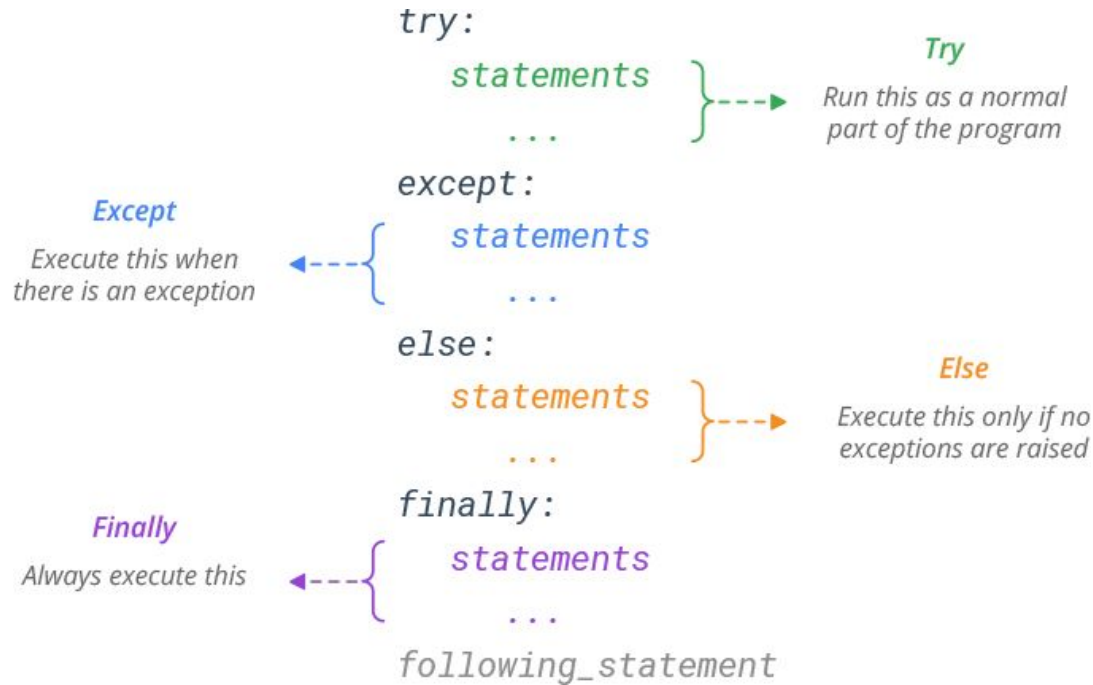 try:
statements
...
Try
Run this as a normal
part of the program
except:
statements
...
Except
Execute this when
there is an exception
else:
statements
...
Else
Execute this only if no
exceptions are raised
finally:
statements
...
Finally
Always execute this
following_statement